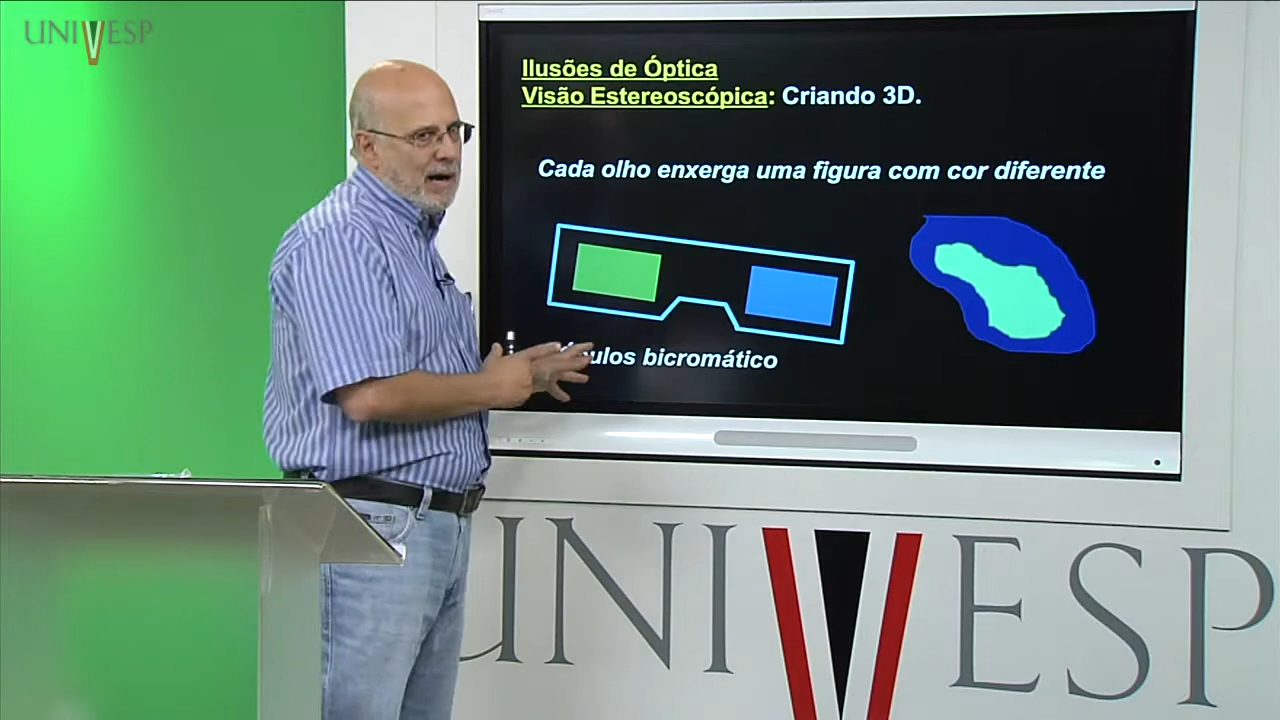 UNIVESP
Ilusões de Óptica
Visão Estereoscópica: Criando 3D.
Cada olho enxerga uma figura com cor diferente
bicromático
UNIVESP